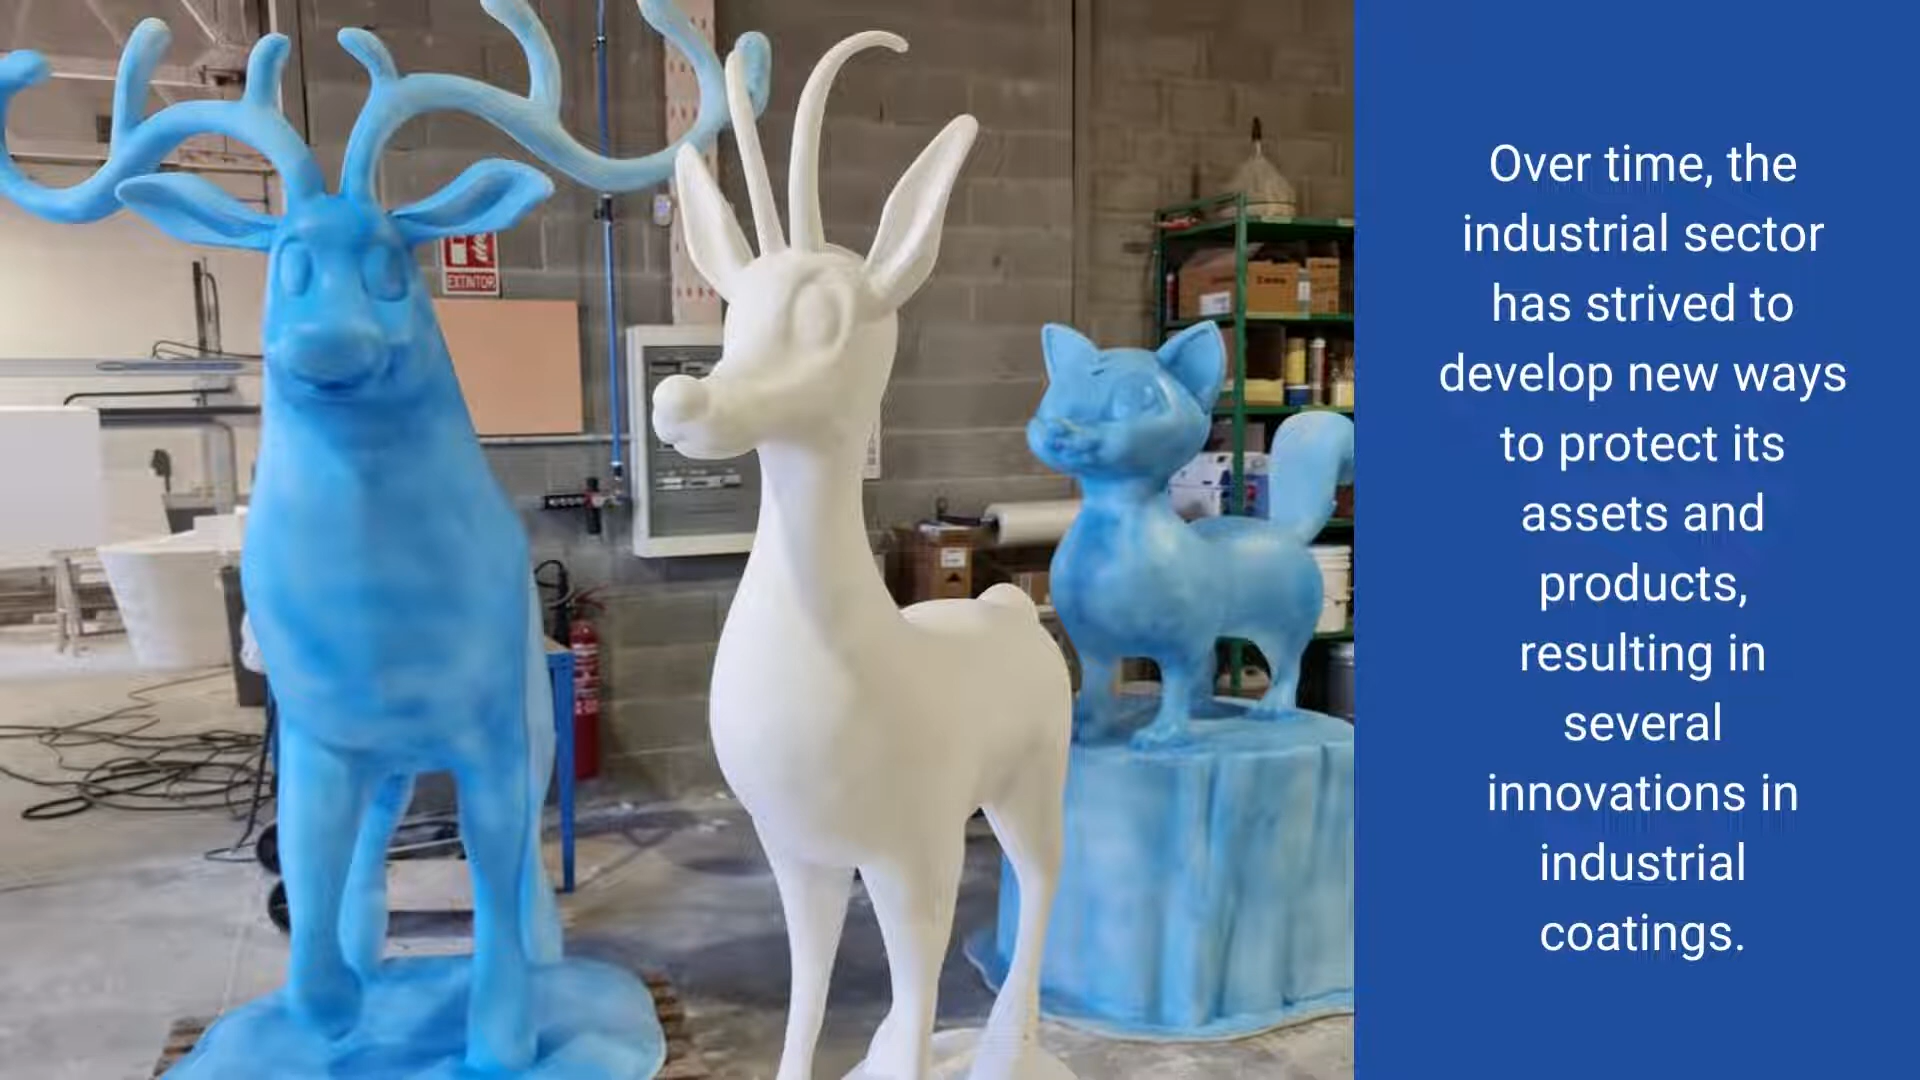 Over time, the
industrial sector
has strived to
develop new ways
to protect its
assets and
products,
resulting in
several
innovations in
industrial
coatings.
EXTINTOR